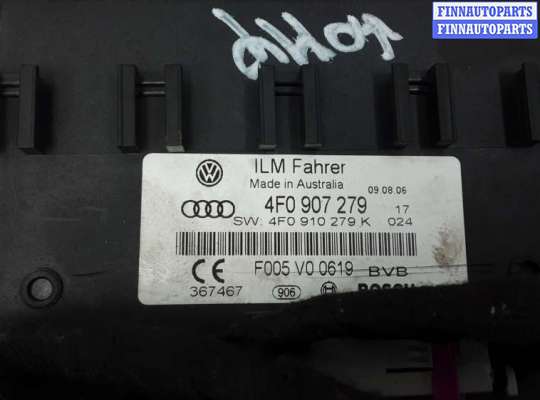 FINNAUTOPARTS
FINNAUTOPARTS
FINNAUTOPARTS
ILM Fahrer
Made in Australia
09.08.06
4F0 907 279 17
SW: 4F0 910 279 K 024
F005 V0 0619 BVB
CE
367467 906 BOSCH